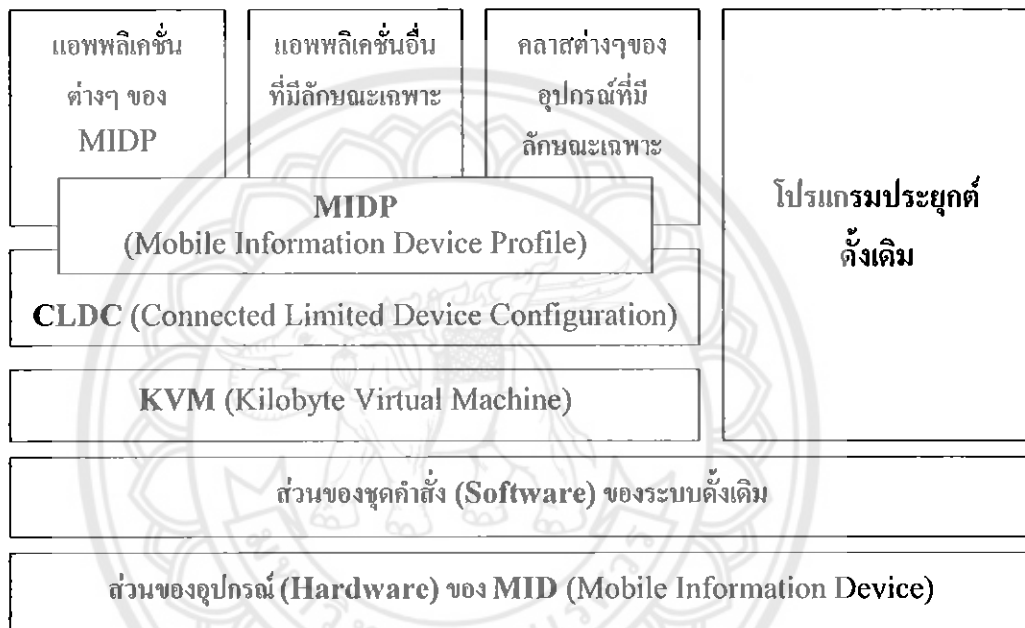 แอพพลิเคชั่น
ต่างๆ ของ
MIDP
แอพพลิเคชั่นอื่น
ที่มีลักษณะเฉพาะ
คลาสต่างๆของ
อุปกรณ์ที่มี
ลักษณะเฉพาะ
MIDP
(Mobile Information Device Profile)
โปรแกรมประยุกต์
ดั้งเดิม
CLDC (Connected Limited Device Configuration)
KVM (Kilobyte Virtual Machine)
ส่วนของชุดคำสั่ง (Software) ของระบบดั้งเดิม
ส่วนของอุปกรณ์ (Hardware) ของ MID (Mobile Information Device)